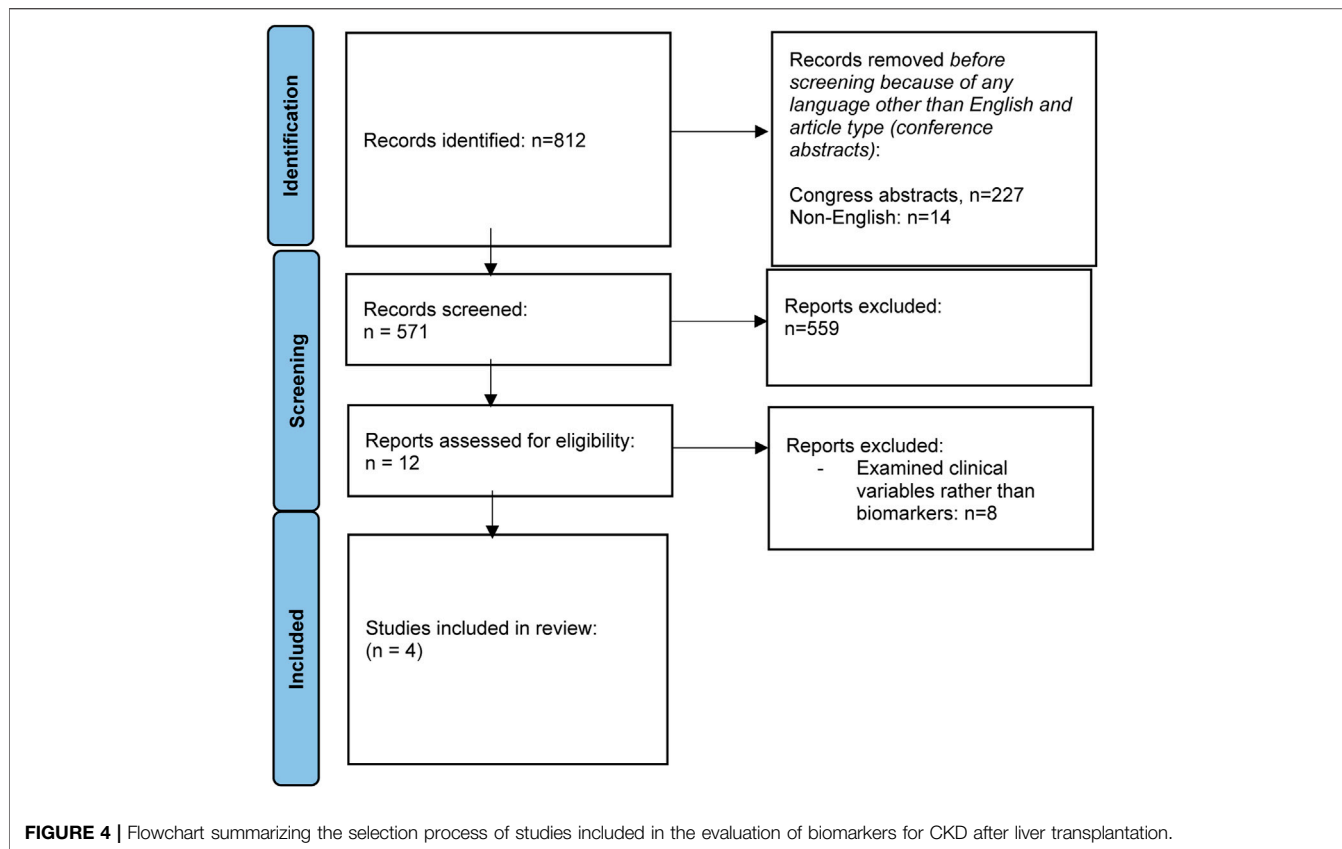 Identification
Records identified: n=812
Records removed before
screening because of any
language other than English and
article type (conference
abstracts):
Congress abstracts, n=227
Non-English: n=14
Screening
Records screened:
n = 571
Reports excluded:
n=559
Reports assessed for eligibility:
n = 12
Reports excluded:
- Examined clinical
variables rather than
biomarkers: n=8
Included
Studies included in review:
(n = 4)
FIGURE 4 | Flowchart summarizing the selection process of studies included in the evaluation of biomarkers for CKD after liver transplantation.